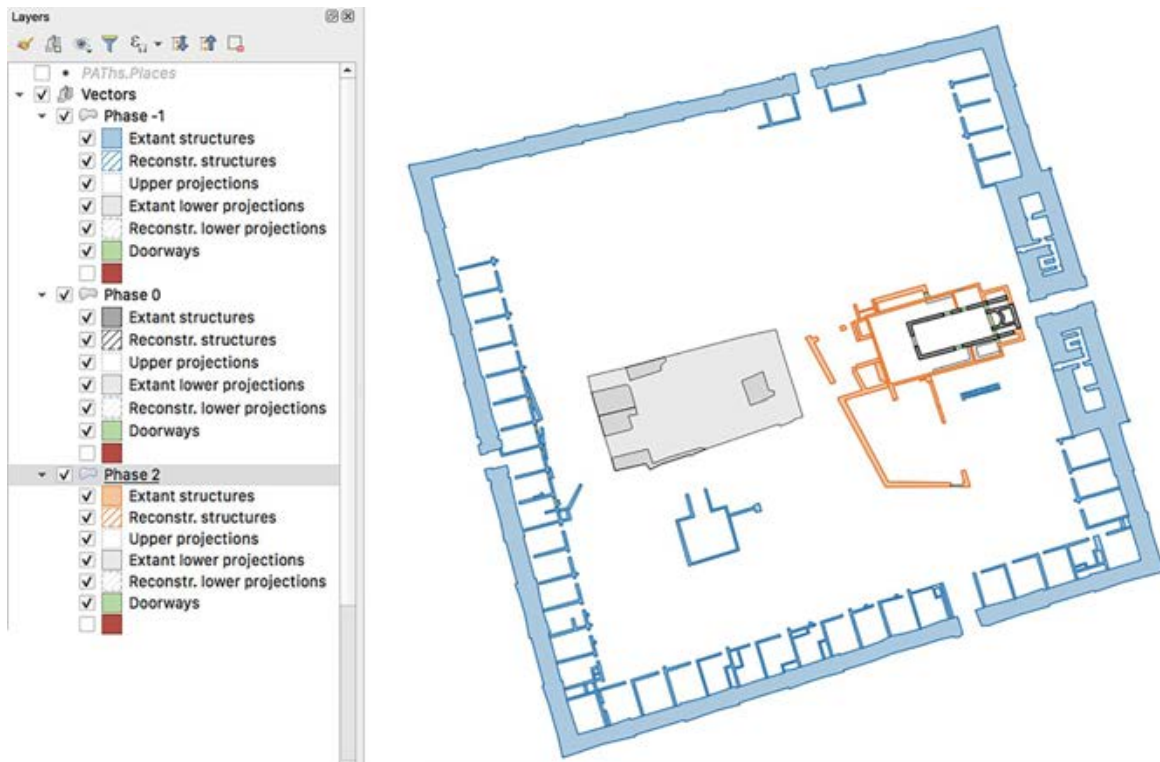 Layers
PAThs.Places
Vectors
Phase -1
Extant structures
Reconstr. structures
Upper projections
Extant lower projections
Reconstr. lower projections
Doorways
Phase 0
Extant structures
Reconstr. structures
Upper projections
Extant lower projections
Reconstr. lower projections
Doorways
Phase 2
Extant structures
Reconstr. structures
Upper projections
Extant lower projections
Reconstr. lower projections
Doorways